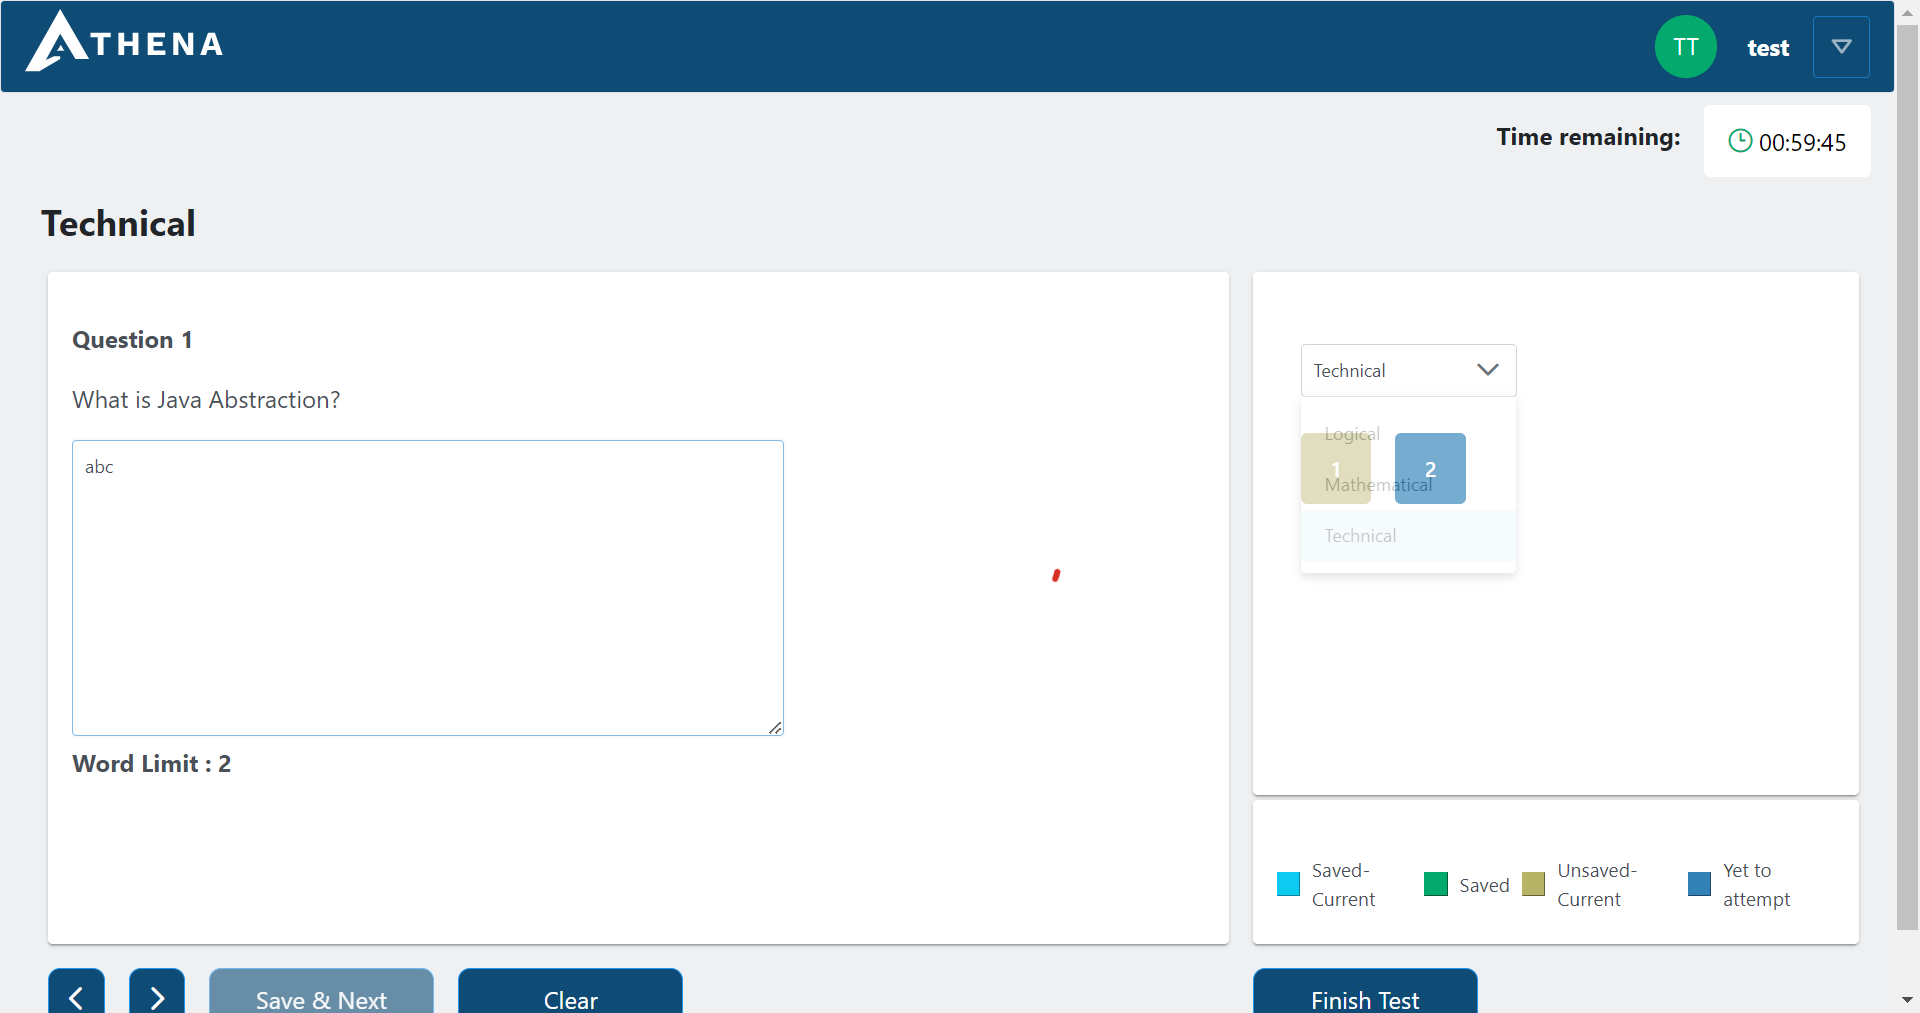 ATHENA
TT test
Time remaining: 00:59:45
Technical
Question 1
What is Java Abstraction?
abc
Word Limit : 2
Technical
Logical
1 2
Mathematical
Technical
Saved-
Current
Saved
Unsaved-
Current
Yet to
attempt
Save & Next Clear Finish Test